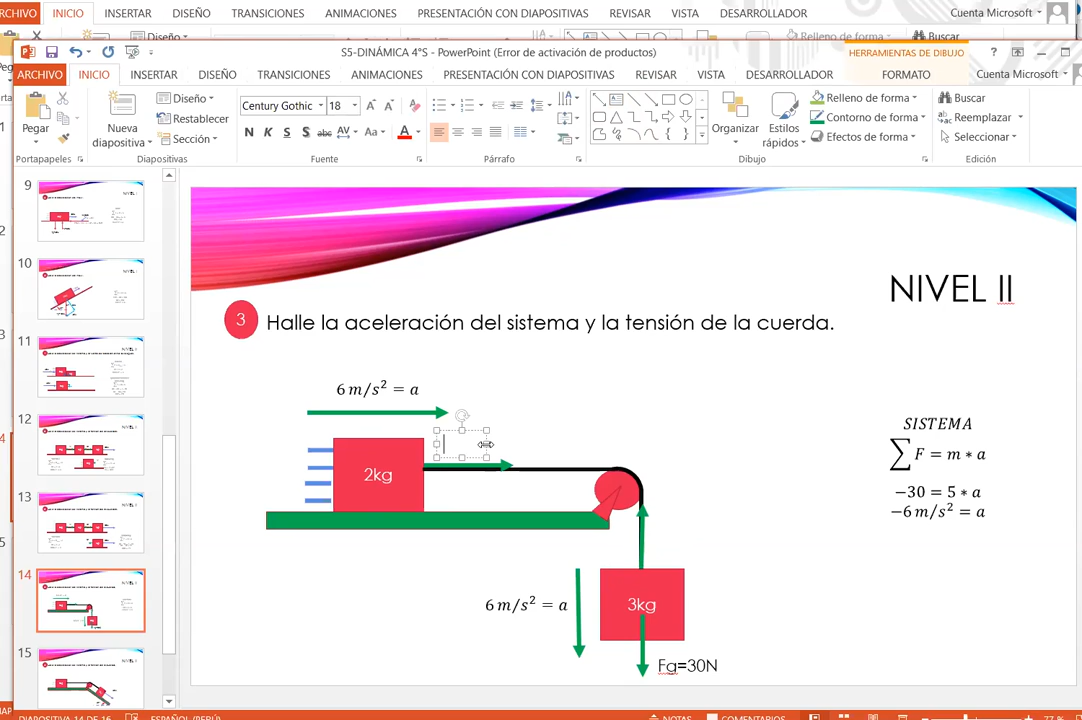 ARCHIVO INICIO INSERTAR DISEÑO TRANSICIONES ANIMACIONES PRESENTACIÓN CON DIAPOSITIVAS REVISAR VISTA DESARROLLADOR Cuenta Microsoft
Diseño Relleno de forma Buscar
S5-DINÁMICA 4°S - PowerPoint (Error de activación de productos) HERRAMIENTAS DE DIBUJO ?
ARCHIVO INICIO INSERTAR DISEÑO TRANSICIONES ANIMACIONES PRESENTACIÓN CON DIAPOSITIVAS REVISAR VISTA DESARROLLADOR FORMATO Cuenta Microsoft
Pegar
Nueva diapositiva
Diseño
Restablecer
Sección
Century Gothic 18
N K S S abc AV Aa A
Organizar
Estilos rápidos
Relleno de forma
Contorno de forma
Efectos de forma
Buscar
Reemplazar
Seleccionar
Portapapeles Diapositivas Fuente Párrafo Dibujo Edición
9
10
11
12
13
14
15
NIVEL II
3 Halle la aceleración del sistema y la tensión de la cuerda.
6 m/s² = a
2kg
6 m/s² = a
3kg
Fg=30N
SISTEMA
∑ F = m ∗ a
−30 = 5 ∗ a
−6 m/s² = a
DIAPOSITIVA 14 DE 16 ESPAÑOL (PERÚ) NOTAS COMENTARIOS 77 %